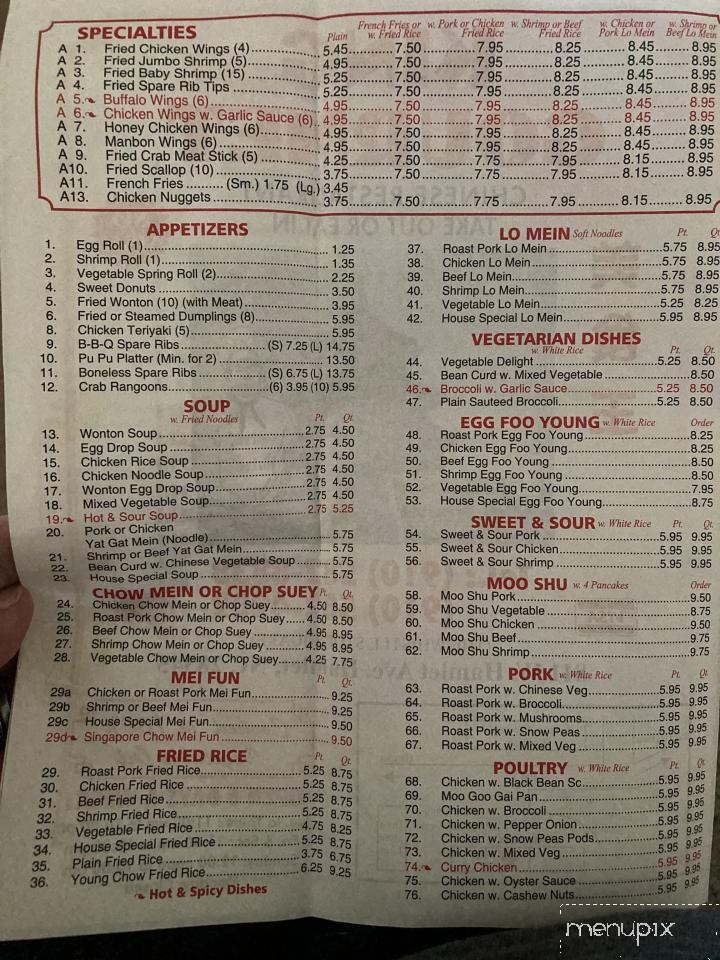 SPECIALTIES
Plain French Fries or w. Fried Rice w. Pork or Chicken Fried Rice w. Shrimp or Beef Fried Rice w. Chicken or Pork Lo Mein w. Shrimp or Beef Lo Mein
A 1. Fried Chicken Wings (4) 5.45 7.50 7.95 8.25 8.45 8.95
A 2. Fried Jumbo Shrimp (5) 4.95 7.50 7.95 8.25 8.45 8.95
A 3. Fried Baby Shrimp (15) 5.25 7.50 7.95 8.25 8.45 8.95
A 4. Fried Spare Rib Tips 5.25 7.50 7.95 8.25 8.45 8.95
A 5. Buffalo Wings (6) 4.95 7.50 7.95 8.25 8.45 8.95
A 6. Chicken Wings w. Garlic Sauce (6) 4.95 7.50 7.95 8.25 8.45 8.95
A 7. Honey Chicken Wings (6) 4.95 7.50 7.95 8.25 8.45 8.95
A 8. Manbon Wings (6) 4.95 7.50 7.95 8.25 8.45 8.95
A 9. Fried Crab Meat Stick (5) 4.25 7.50 7.75 7.95 8.15 8.95
A10. Fried Scallop (10) 3.75 7.50 7.75 7.95 8.15 8.95
A11. French Fries (Sm.) 1.75 (Lg.) 3.45
A13. Chicken Nuggets 3.75 7.50 7.75 7.95 8.15 8.95
APPETIZERS
1. Egg Roll (1) 1.25
2. Shrimp Roll (1) 1.35
3. Vegetable Spring Roll (2) 2.25
4. Sweet Donuts 3.50
5. Fried Wonton (10) (with Meat) 3.95
6. Fried or Steamed Dumplings (8) 5.95
8. Chicken Teriyaki (5) 5.95
9. B-B-Q Spare Ribs (S) 7.25 (L) 14.75
10. Pu Pu Platter (Min. for 2) 13.50
11. Boneless Spare Ribs (S) 6.75 (L) 13.75
12. Crab Rangoons (6) 3.95 (10) 5.95
SOUP
w. Fried Noodles Pt. Qt.
13. Wonton Soup 2.75 4.50
14. Egg Drop Soup 2.75 4.50
15. Chicken Rice Soup 2.75 4.50
16. Chicken Noodle Soup 2.75 4.50
17. Wonton Egg Drop Soup 2.75 4.50
18. Mixed Vegetable Soup 2.75 4.50
19. Hot & Sour Soup 2.75 5.25
20. Pork or Chicken
Yat Gat Mein (Noodle) 5.75
21. Shrimp or Beef Yat Gat Mein 5.75
22. Bean Curd w. Chinese Vegetable Soup 5.75
23. House Special Soup 5.75
CHOW MEIN OR CHOP SUEY Pt. Qt.
24. Chicken Chow Mein or Chop Suey 4.50 8.50
25. Roast Pork Chow Mein or Chop Suey 4.50 8.50
26. Beef Chow Mein or Chop Suey 4.95 8.95
27. Shrimp Chow Mein or Chop Suey 4.95 8.95
28. Vegetable Chow Mein or Chop Suey 4.25 7.75
MEI FUN Qt.
29a Chicken or Roast Pork Mei Fun 9.25
29b Shrimp or Beef Mei Fun 9.25
29c House Special Mei Fun 9.50
29d Singapore Chow Mei Fun 9.50
FRIED RICE Pt. Qt.
29. Roast Pork Fried Rice 5.25 8.75
30. Chicken Fried Rice 5.25 8.75
31. Beef Fried Rice 5.25 8.75
32. Shrimp Fried Rice 5.25 8.75
33. Vegetable Fried Rice 4.75 8.25
34. House Special Fried Rice 5.25 8.75
35. Plain Fried Rice 3.75 6.75
36. Young Chow Fried Rice 6.25 9.25
Hot & Spicy Dishes
LO MEIN Soft Noodles Pt. Qt.
37. Roast Pork Lo Mein 5.75 8.95
38. Chicken Lo Mein 5.75 8.95
39. Beef Lo Mein 5.75 8.95
40. Shrimp Lo Mein 5.75 8.95
41. Vegetable Lo Mein 5.25 8.25
42. House Special Lo Mein 5.95 8.95
VEGETARIAN DISHES
w. White Rice Pt. Qt.
44. Vegetable Delight 5.25 8.50
45. Bean Curd w. Mixed Vegetable 8.50
46. Broccoli w. Garlic Sauce 5.25 8.50
47. Plain Sauteed Broccoli 5.25 8.50
EGG FOO YOUNG w. White Rice Order
48. Roast Pork Egg Foo Young 8.25
49. Chicken Egg Foo Young 8.25
50. Beef Egg Foo Young 8.50
51. Shrimp Egg Foo Young 8.50
52. Vegetable Egg Foo Young 7.95
53. House Special Egg Foo Young 8.75
SWEET & SOUR w. White Rice Pt. Qt.
54. Sweet & Sour Pork 5.95 9.95
55. Sweet & Sour Chicken 5.95 9.95
56. Sweet & Sour Shrimp 5.95 9.95
MOO SHU w. 4 Pancakes Order
58. Moo Shu Pork 9.50
59. Moo Shu Vegetable 8.75
60. Moo Shu Chicken 9.50
61. Moo Shu Beef 9.75
62. Moo Shu Shrimp 9.75
PORK w. White Rice Pt. Qt.
63. Roast Pork w. Chinese Veg 5.95 9.95
64. Roast Pork w. Broccoli 5.95 9.95
65. Roast Pork w. Mushrooms 5.95 9.95
66. Roast Pork w. Snow Peas 5.95 9.95
67. Roast Pork w. Mixed Veg 5.95 9.95
POULTRY w. White Rice Pt. Qt.
68. Chicken w. Black Bean Sc 5.95 9.95
69. Moo Goo Gai Pan 5.95 9.95
70. Chicken w. Broccoli 5.95 9.95
71. Chicken w. Pepper Onion 5.95 9.95
72. Chicken w. Snow Peas Pods 5.95 9.95
73. Chicken w. Mixed Veg 5.95 9.95
74. Curry Chicken 5.95 9.95
75. Chicken w. Oyster Sauce 5.95 9.95
76. Chicken w. Cashew Nuts 5.95 9.95
menupix